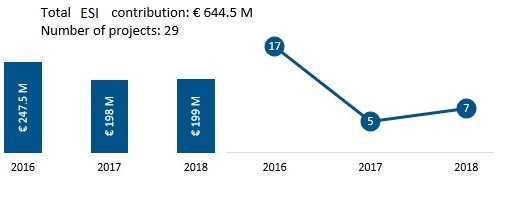 Total ESI contribution: € 644.5 M
Number of projects: 29
€ 247.5 M
€ 198 M
€ 199 M
2016
2017
2018
17
5
7
2016
2017
2018